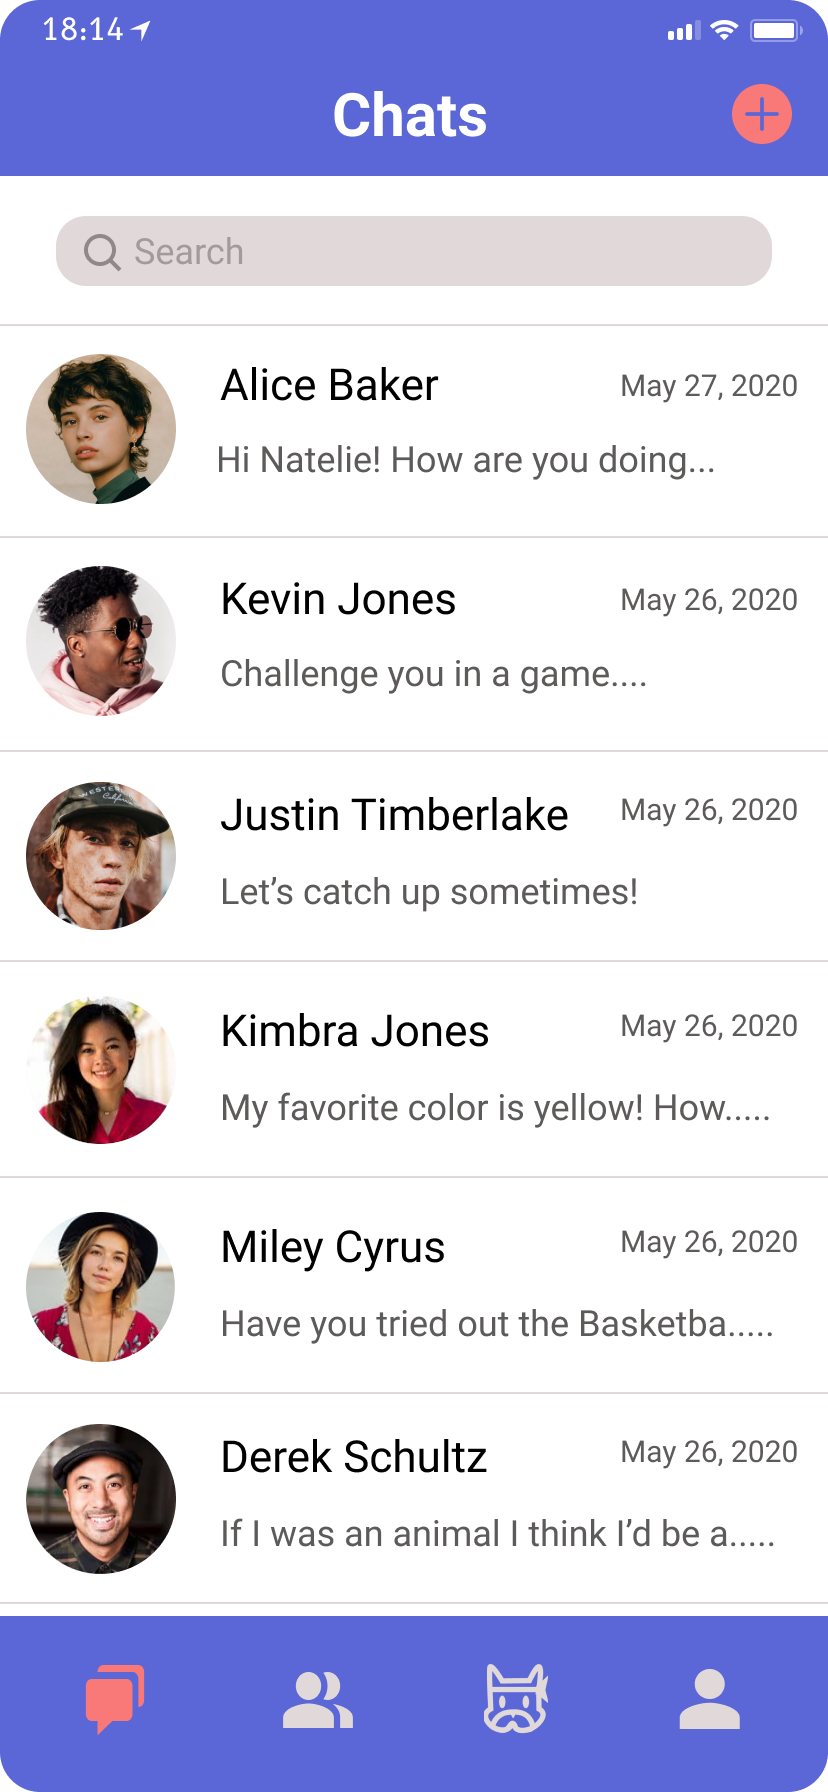 18:14
Chats
Search
Alice Baker
May 27, 2020
Hi Natelie! How are you doing...
Kevin Jones
May 26, 2020
Challenge you in a game....
WESTERN
California
Justin Timberlake
May 26, 2020
Let’s catch up sometimes!
Kimbra Jones
May 26, 2020
My favorite color is yellow! How.....
Miley Cyrus
May 26, 2020
Have you tried out the Basketba.....
Derek Schultz
May 26, 2020
If I was an animal I think I’d be a.....